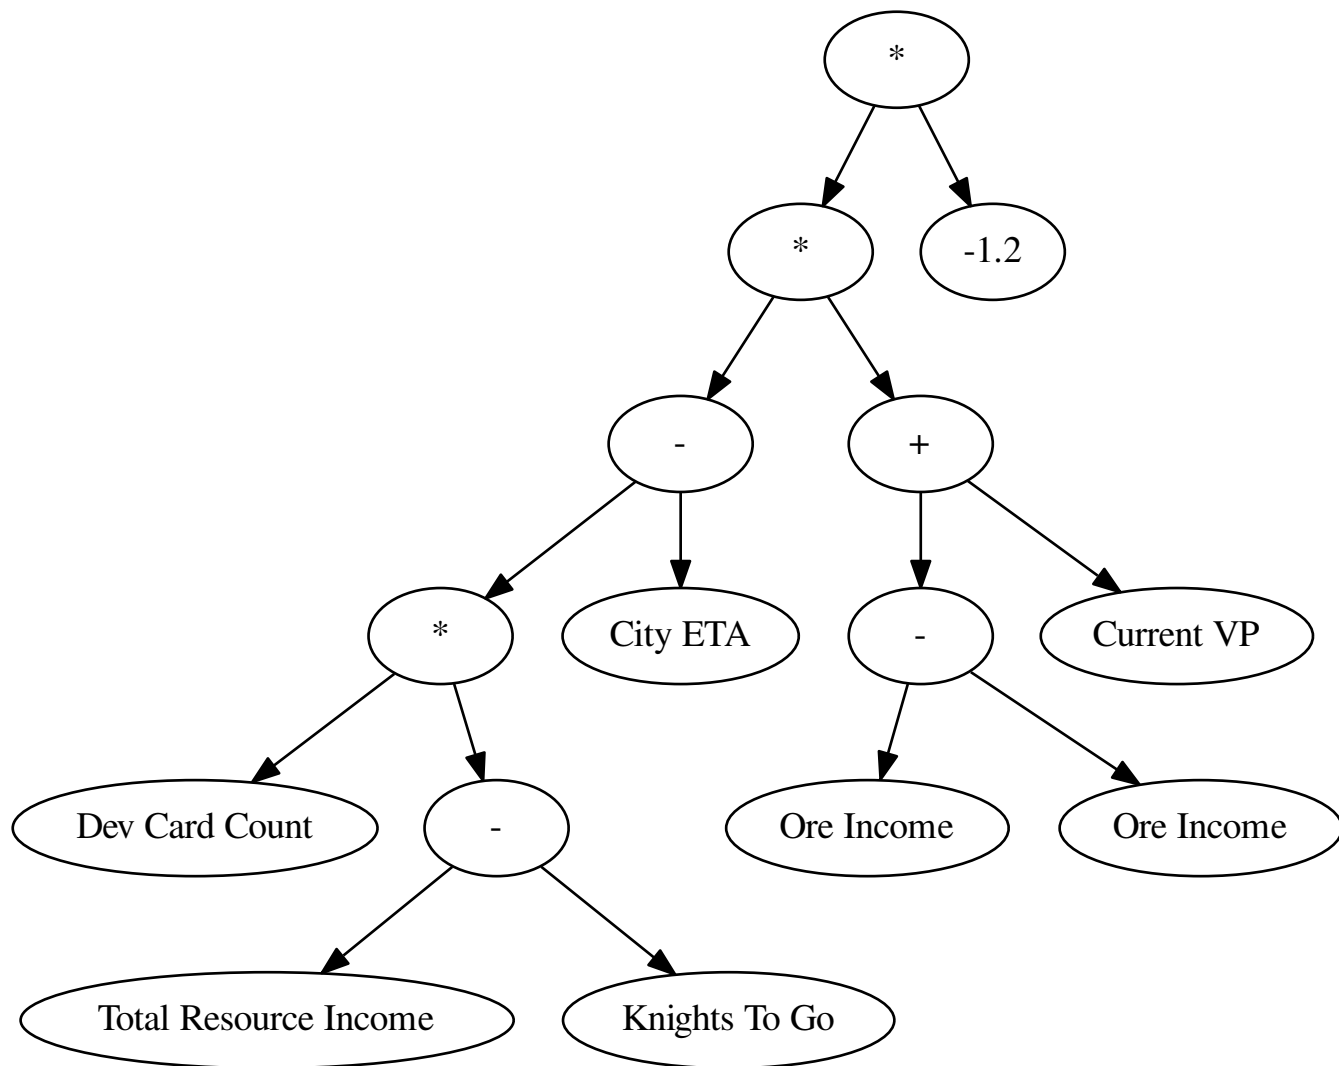 *
*
-1.2
-
+
*
City ETA
-
Current VP
Dev Card Count
-
Ore Income
Ore Income
Total Resource Income
Knights To Go